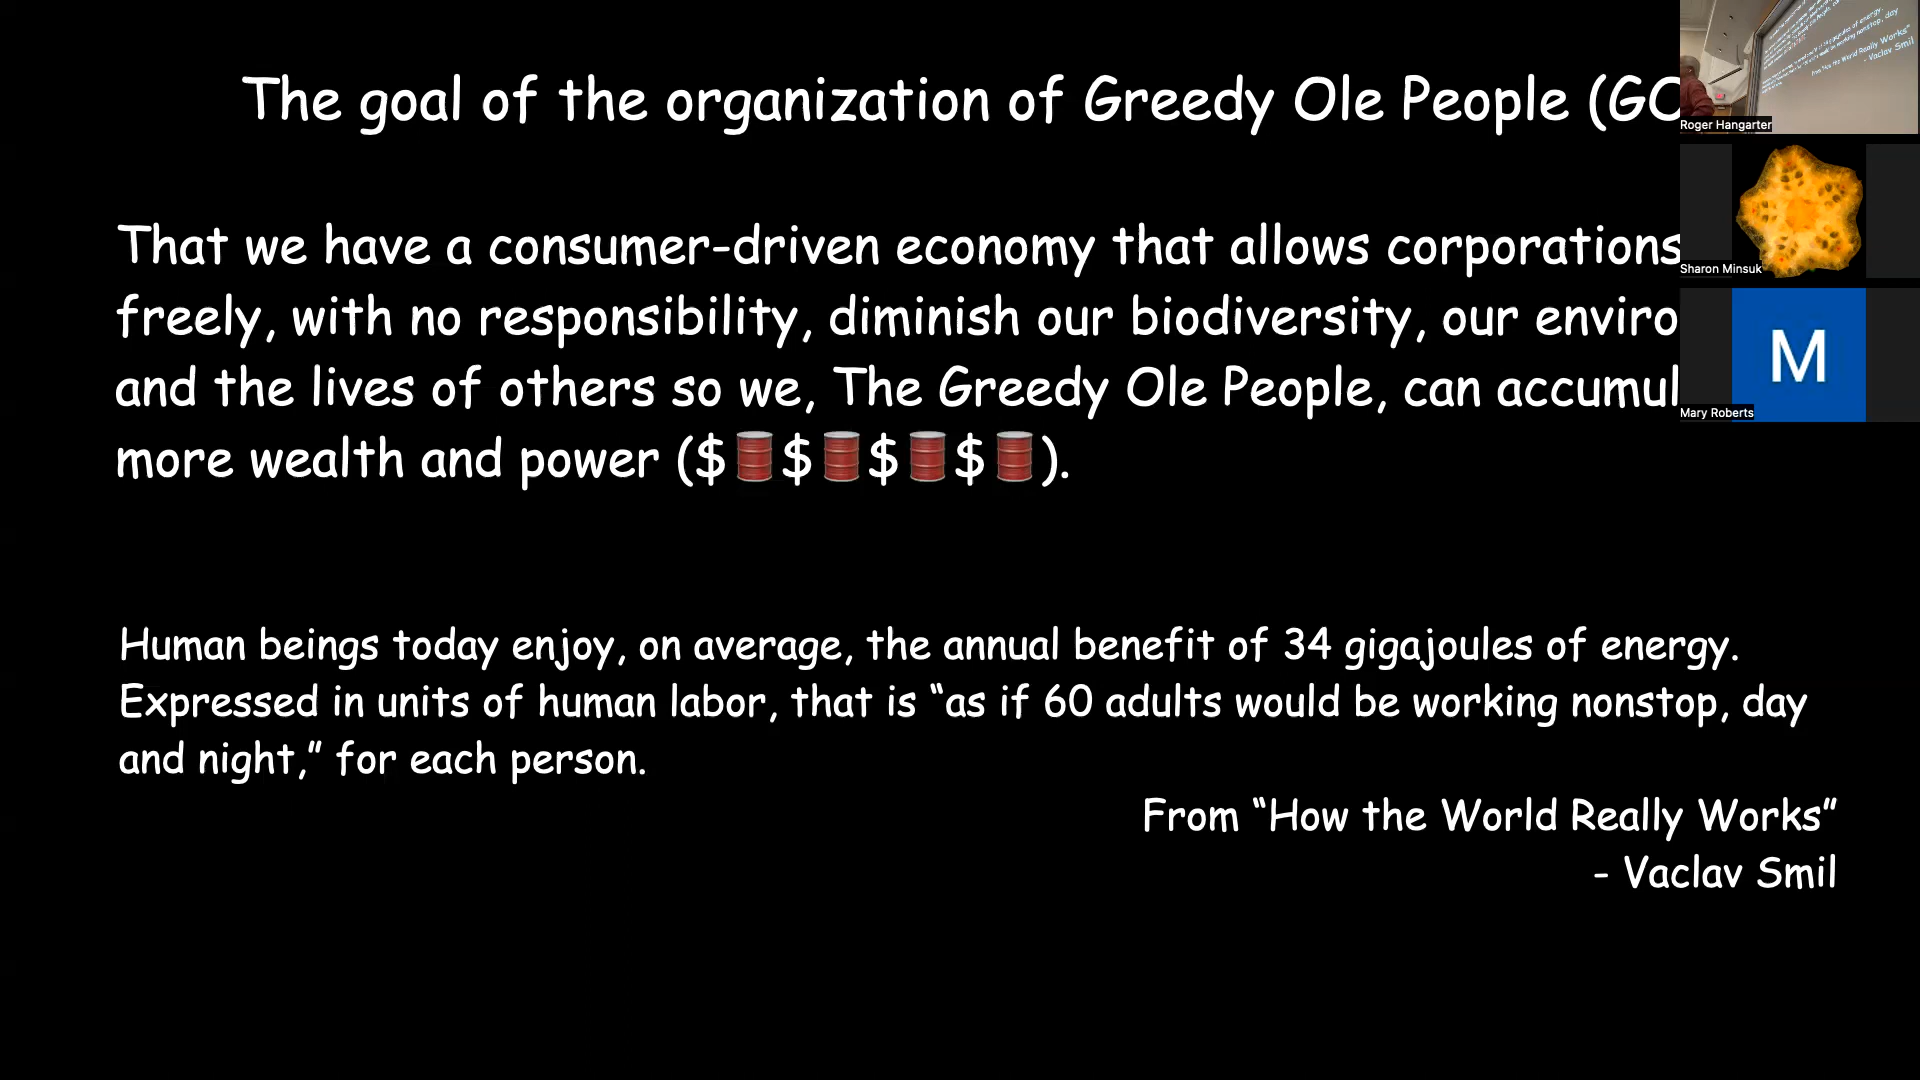 The goal of the organization of Greedy Ole People (GO
That we have a consumer-driven economy that allows corporations
freely, with no responsibility, diminish our biodiversity, our enviro
and the lives of others so we, The Greedy Ole People, can accumul
more wealth and power ($🛢$🛢$🛢$🛢).
Human beings today enjoy, on average, the annual benefit of 34 gigajoules of energy.
Expressed in units of human labor, that is “as if 60 adults would be working nonstop, day
and night,” for each person.
From “How the World Really Works”
- Vaclav Smil
Roger Hangarter
Sharon Minsuk
M
Mary Roberts